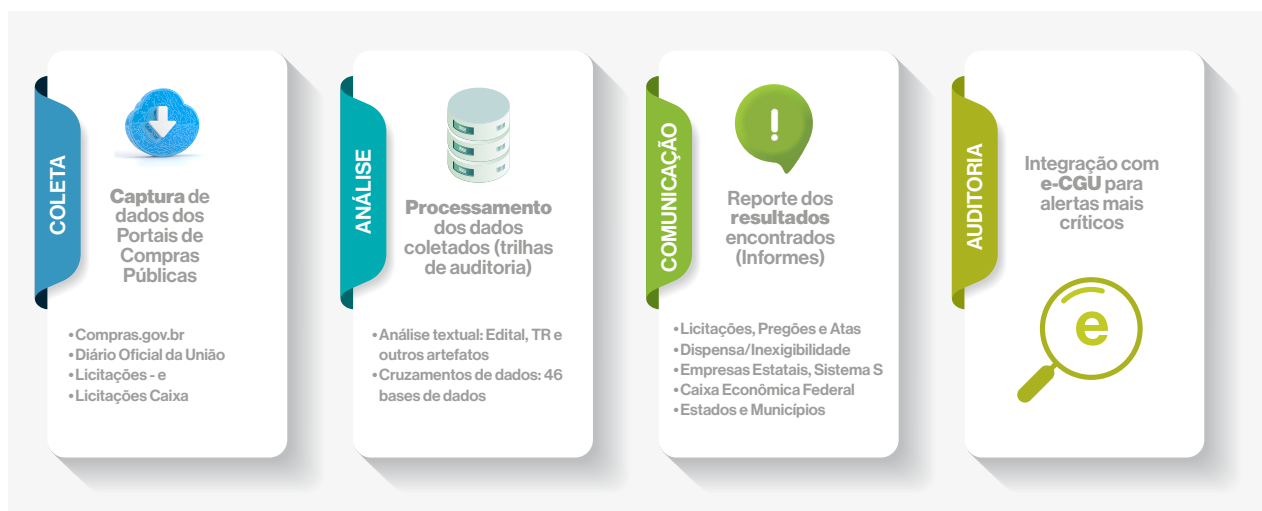 COLETA
Captura de
dados dos
Portais de
Compras
Públicas
•Compras.gov.br
•Diário Oficial da União
•Licitações - e
•Licitações Caixa
ANÁLISE
Processamento
dos dados
coletados (trilhas
de auditoria)
•Análise textual: Edital, TR e
outros artefatos
•Cruzamentos de dados: 46
bases de dados
COMUNICAÇÃO
!
Reporte dos
resultados
encontrados
(Informes)
•Licitações, Pregões e Atas
•Dispensa/Inexigibilidade
•Empresas Estatais, Sistema S
•Caixa Econômica Federal
•Estados e Municípios
AUDITORIA
Integração com
e-CGU para
alertas mais
críticos
e